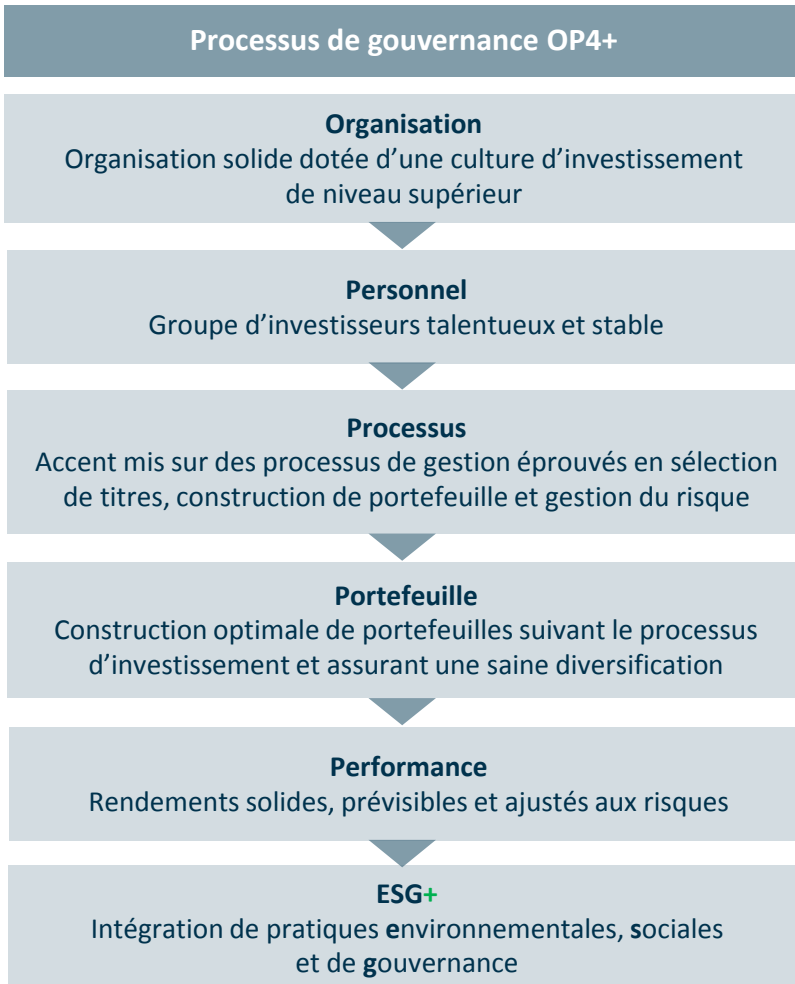 Processus de gouvernance OP4+
Organisation
Organisation solide dotée d’une culture d’investissement
de niveau supérieur
Personnel
Groupe d’investisseurs talentueux et stable
Processus
Accent mis sur des processus de gestion éprouvés en sélection
de titres, construction de portefeuille et gestion du risque
Portefeuille
Construction optimale de portefeuilles suivant le processus
d’investissement et assurant une saine diversification
Performance
Rendements solides, prévisibles et ajustés aux risques
ESG+
Intégration de pratiques environnementales, sociales
et de gouvernance